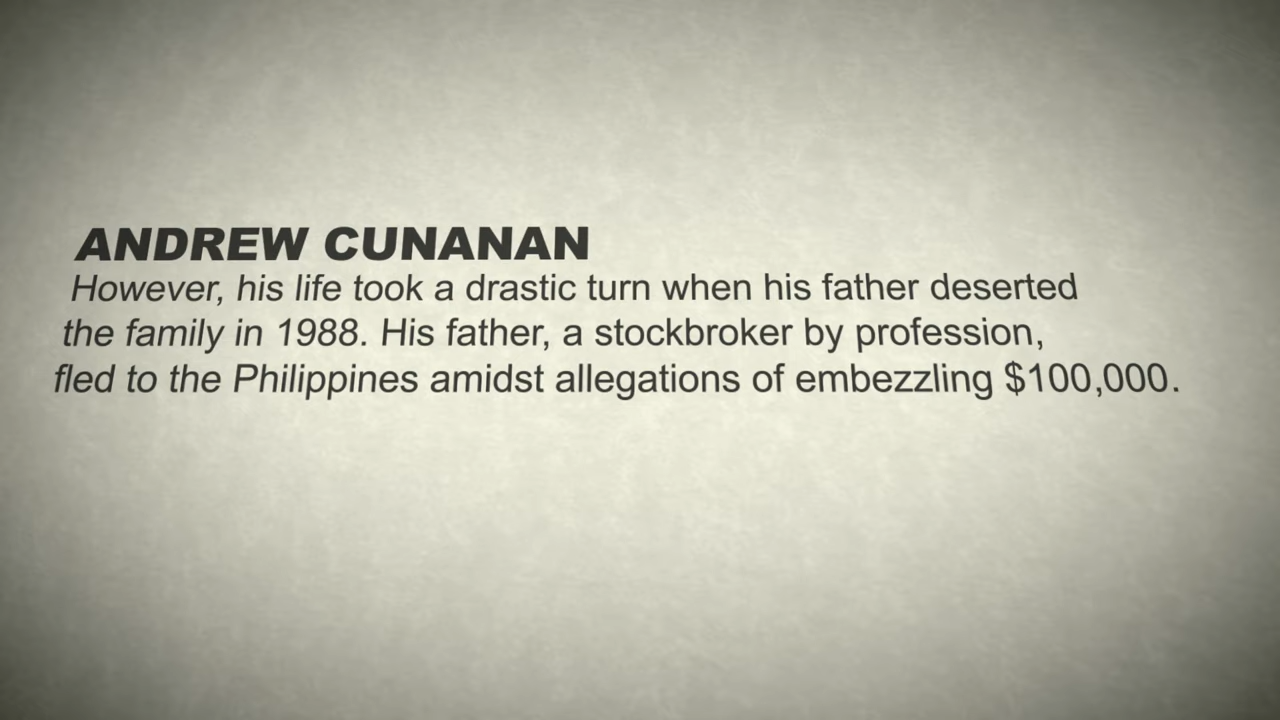 ANDREW CUNANAN
However, his life took a drastic turn when his father deserted
the family in 1988. His father, a stockbroker by profession,
fled to the Philippines amidst allegations of embezzling $100,000.